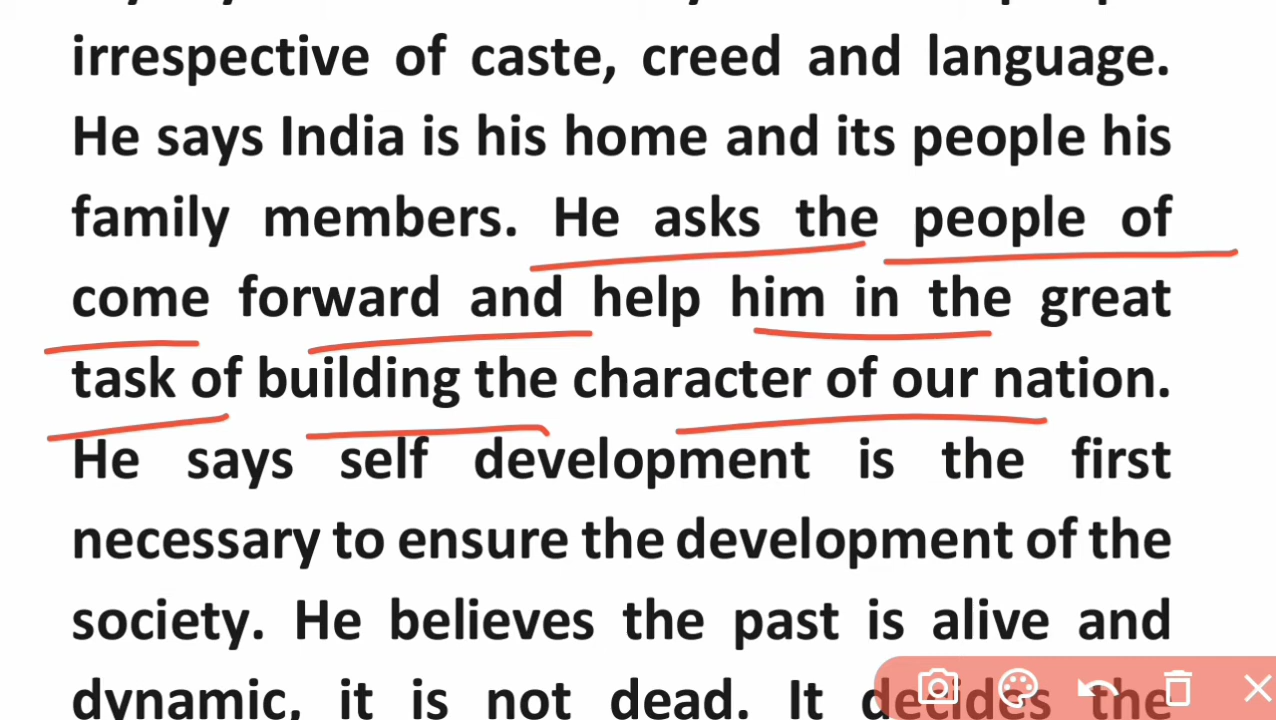 irrespective of caste, creed and language.
He says India is his home and its people his
family members. He asks the people of
come forward and help him in the great
task of building the character of our nation.
He says self development is the first
necessary to ensure the development of the
society. He believes the past is alive and
dynamic, it is not dead. It decides the